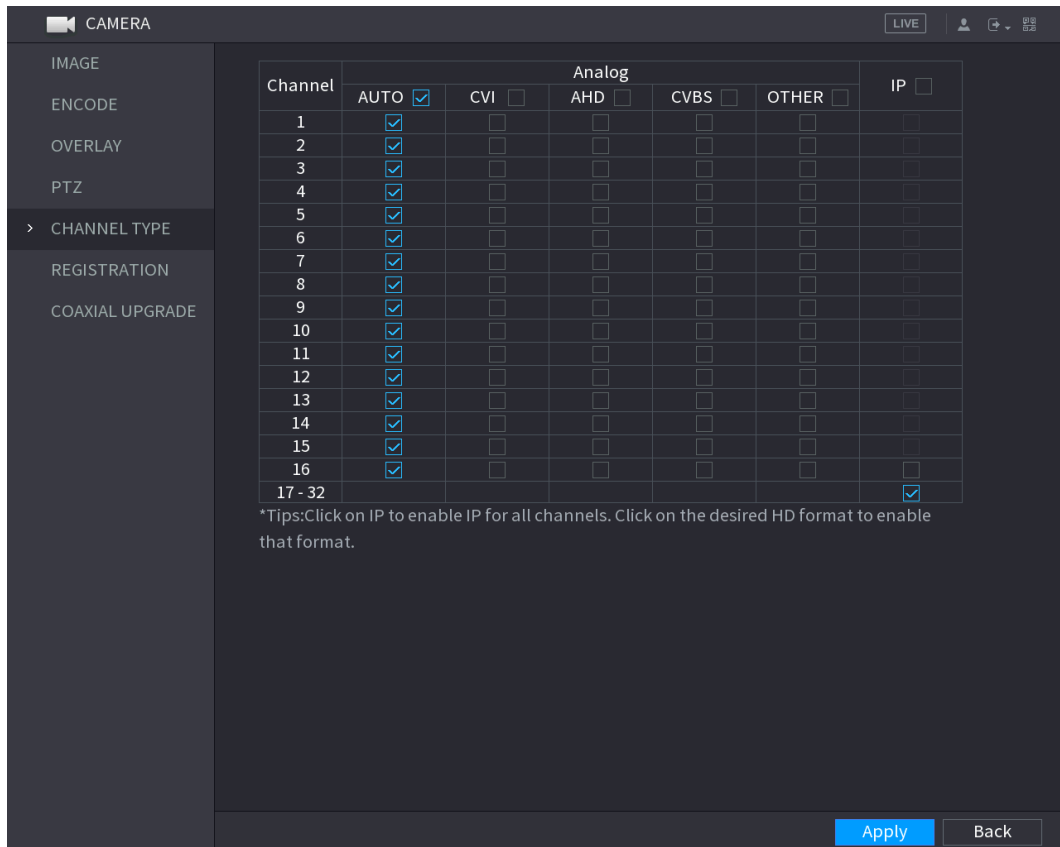 CAMERA
LIVE
IMAGE
ENCODE
OVERLAY
PTZ
CHANNEL TYPE
REGISTRATION
COAXIAL UPGRADE
Channel Analog IP
AUTO CVI AHD CVBS OTHER
1
2
3
4
5
6
7
8
9
10
11
12
13
14
15
16
17 - 32
*Tips:Click on IP to enable IP for all channels. Click on the desired HD format to enable
that format.
Apply Back